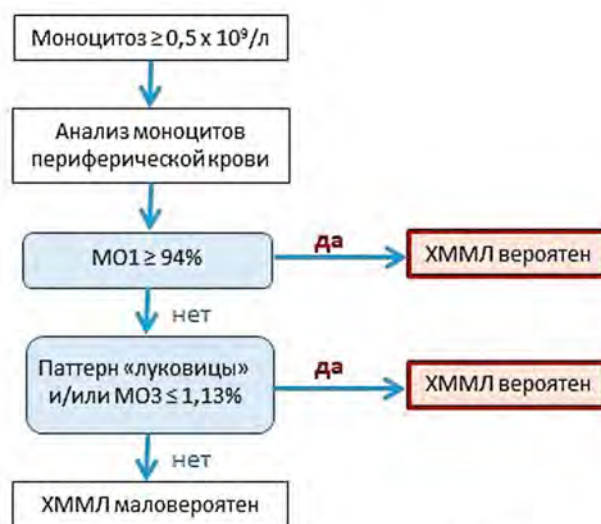 Моноцитоз ≥ 0,5 x 10⁹/л
Анализ моноцитов
периферической крови
МО1 ≥ 94%
да
ХММЛ вероятен
нет
Паттерн «луковицы»
и/или МО3 ≤ 1,13%
да
ХММЛ вероятен
нет
ХММЛ маловероятен